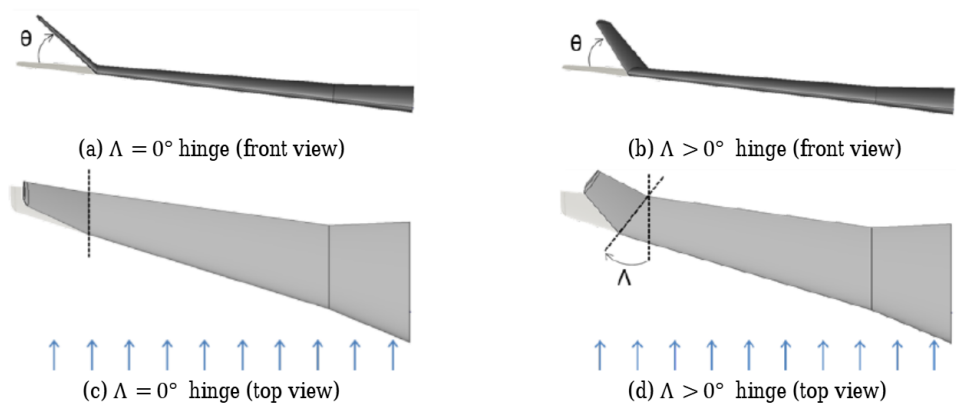 θ
θ
(a) Λ = 0° hinge (front view)
(b) Λ > 0° hinge (front view)
Λ
(c) Λ = 0° hinge (top view)
(d) Λ > 0° hinge (top view)